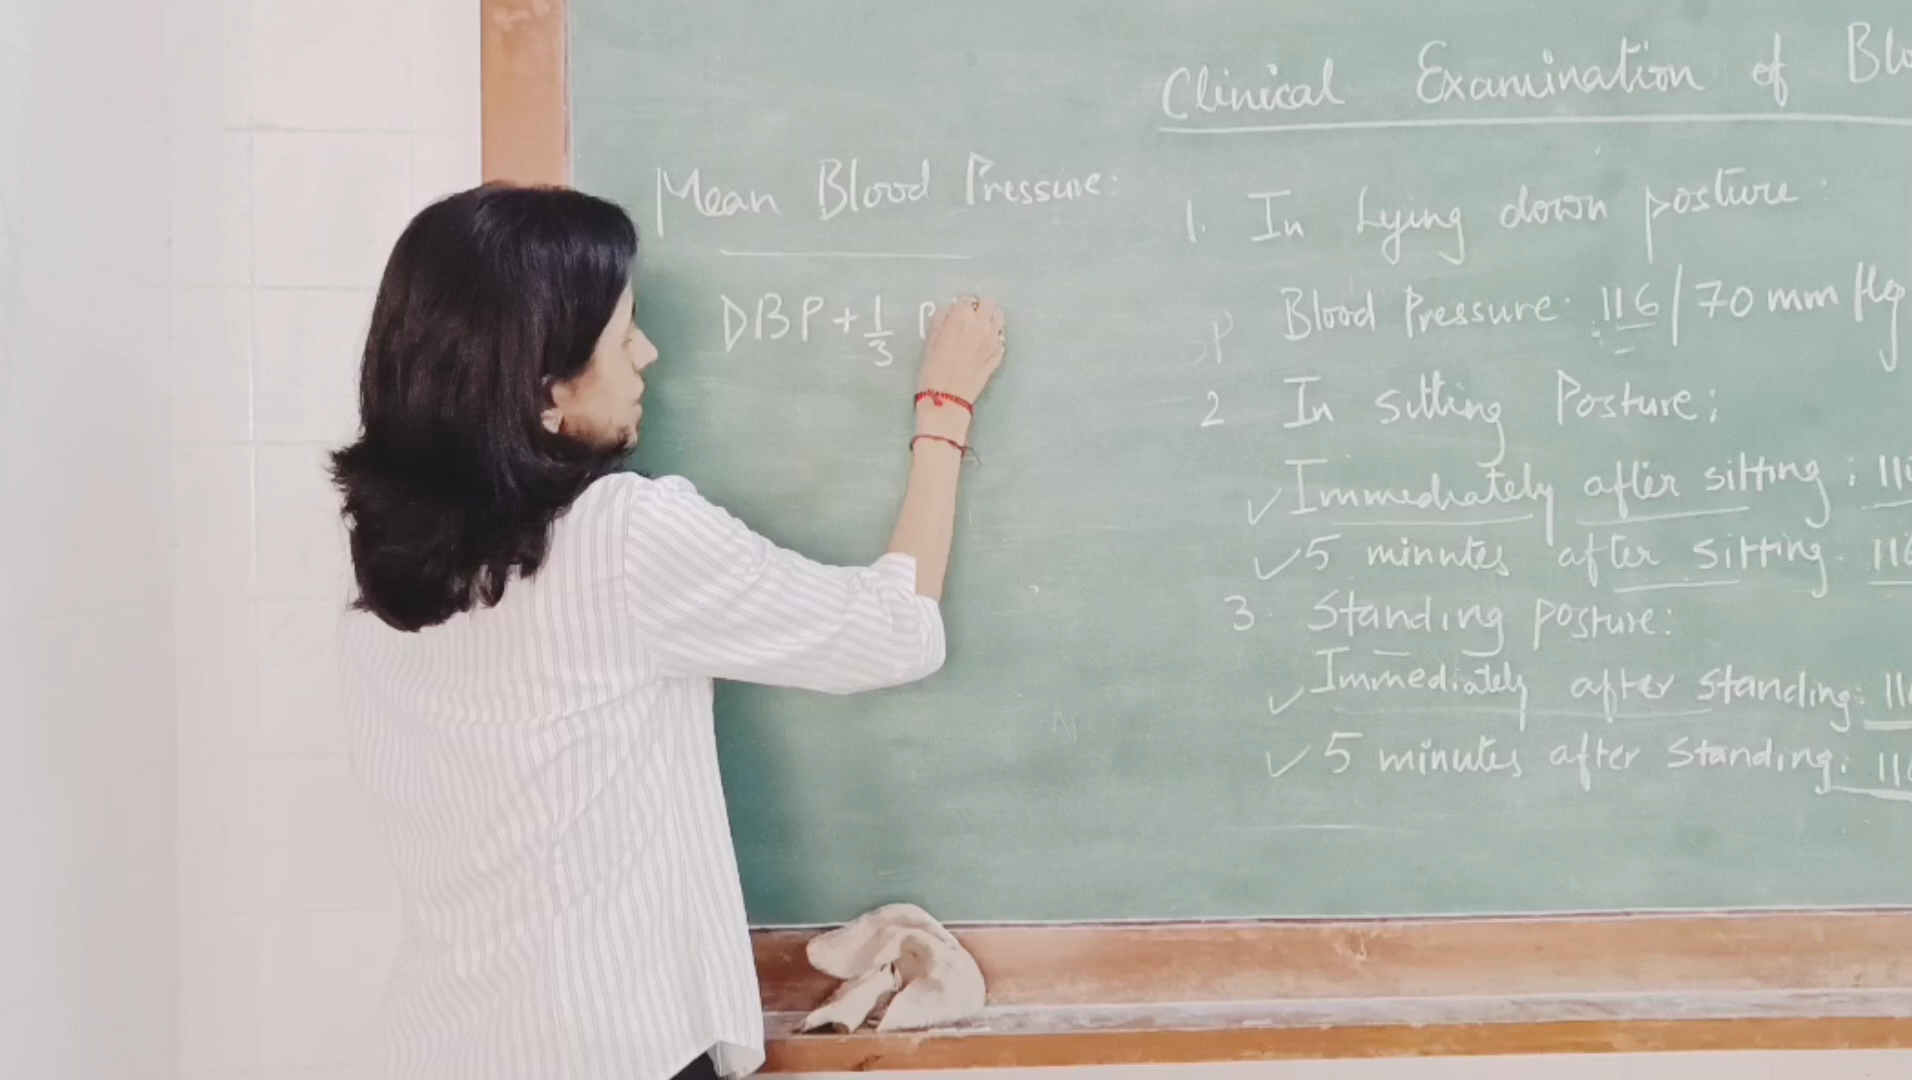 Clinical Examination of
Mean Blood Pressure:
DBP + 1/3 P
1. In Lying down posture
Blood Pressure: 116/70 mm Hg
2 In sitting Posture;
✓ Immediately after sitting :
✓ 5 minutes after sitting.
3. Standing posture:
✓ Immediately after standing:
✓ 5 minutes after standing: